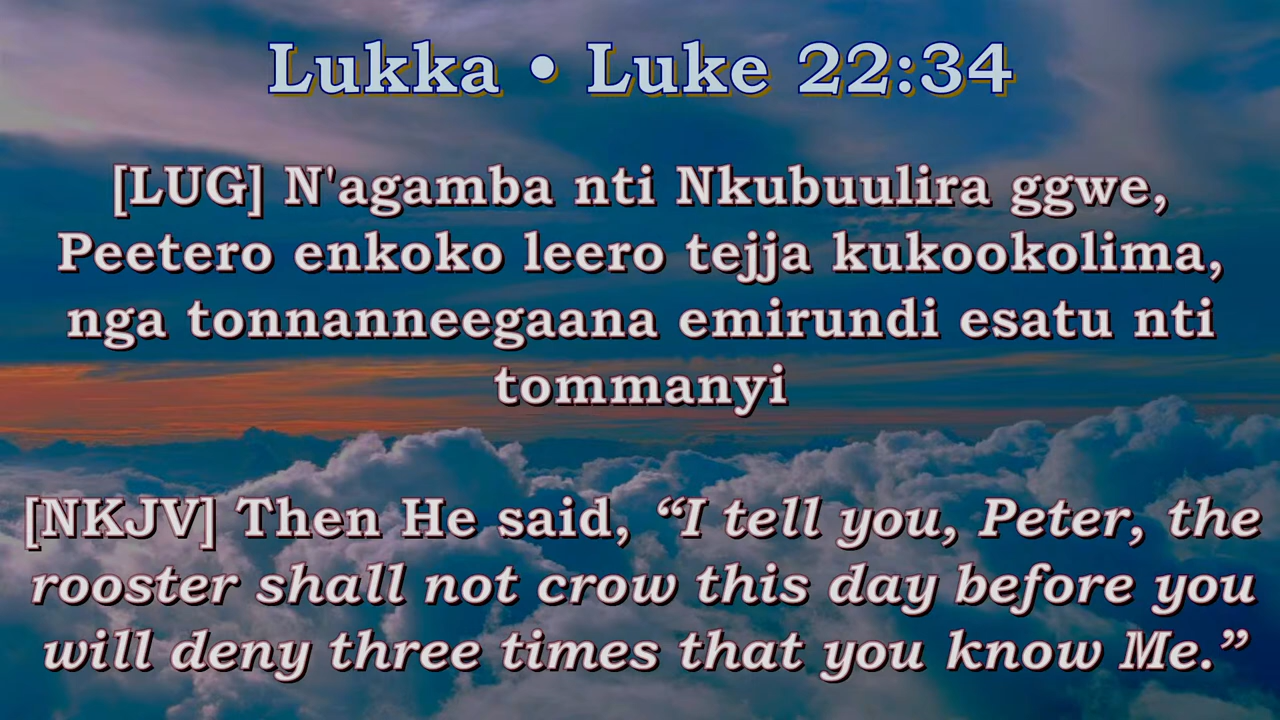 Lukka • Luke 22:34
[LUG] N'agamba nti Nkubuulira ggwe,
Peetero enkoko leero tejja kukookolima,
nga tonnanneegaana emirundi esatu nti
tommanyi
[NKJV] Then He said, “I tell you, Peter, the
rooster shall not crow this day before you
will deny three times that you know Me.”